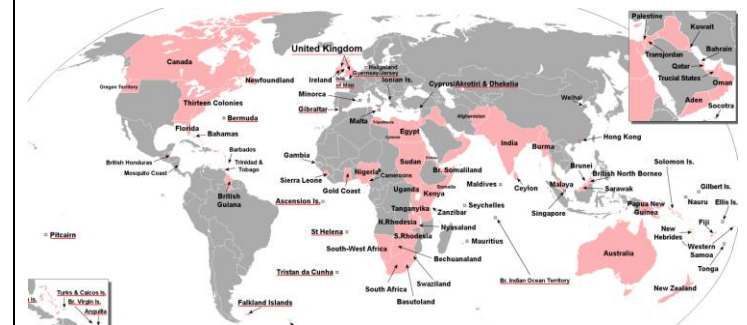 Palestine
Kuwait
Transjordan
Bahrain
Qatar
Trucial States
Oman
Aden
Socotra
United Kingdom
Canada
Heligoland
Guernsey/Jersey
Ireland
Isle
of Man
Ionian Is.
Newfoundland
Oregon Territory
Minorca
Cyprus/Akrotiri & Dhekelia
Thirteen Colonies
Weihai
Gibraltar
Bermuda
Malta
Afghanistan
Florida
Bahamas
Egypt
India
Burma
Hong Kong
Barbados
British Honduras
Gambia
Sudan
Mosquito Coast
Trinidad &
Tobago
Nigeria
Cameroons
Br. Somaliland
Brunei
British North Borneo
Solomon Is.
Sierra Leone
Gold Coast
Uganda
Kenya
Maldives
Ceylon
Malaya
Sarawak
Gilbert Is.
British
Guiana
Ascension Is.
Tanganyika
Zanzibar
Seychelles
Singapore
Papua New
Guinea
Nauru
Ellis Is.
Pitcairn
St Helena
N.Rhodesia
Nyasaland
S.Rhodesia
Mauritius
New
Hebrides
Fiji
Western
Samoa
South-West Africa
Bechuanaland
Australia
Tonga
Tristan da Cunha
Swaziland
Br. Indian Ocean Territory
South Africa
Basutoland
New Zealand
Turks & Caicos Is.
Br. Virgin Is.
Anguilla
Falkland Islands